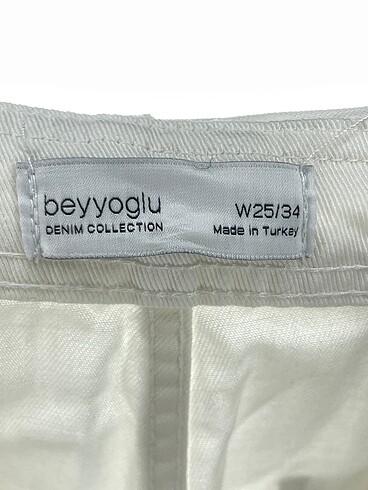 beyyoglu
DENIM COLLECTION
W25/34
Made in Turkey